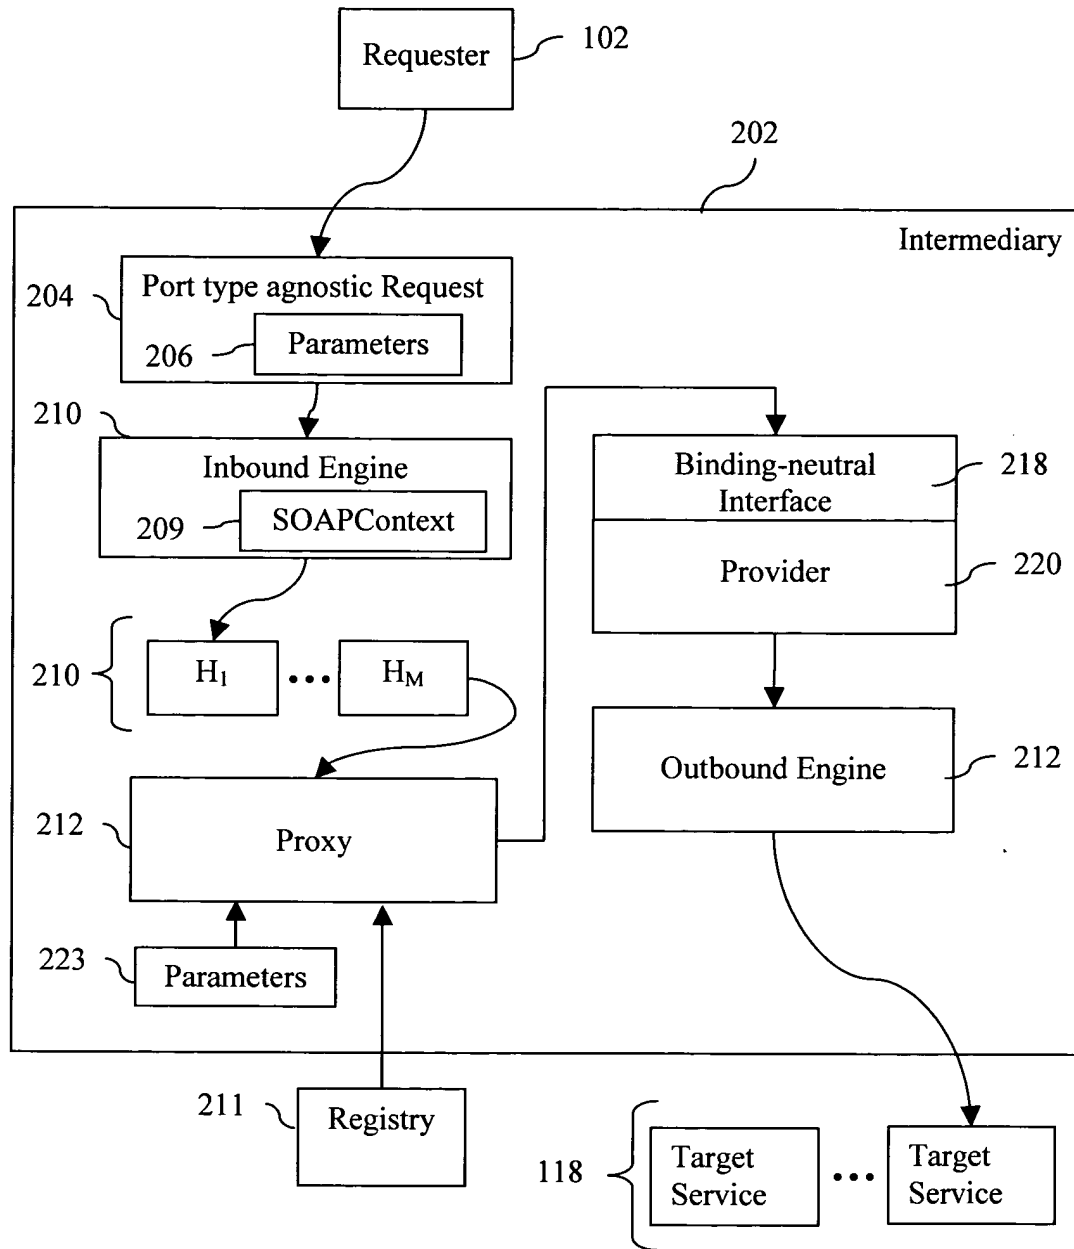 Requester
102
202
Intermediary
204
Port type agnostic Request
206
Parameters
210
Inbound Engine
209
SOAPContext
Binding-neutral
Interface
218
Provider
220
210
H1
•••
HM
Outbound Engine
212
212
Proxy
223
Parameters
211
Registry
118
Target
Service
•••
Target
Service